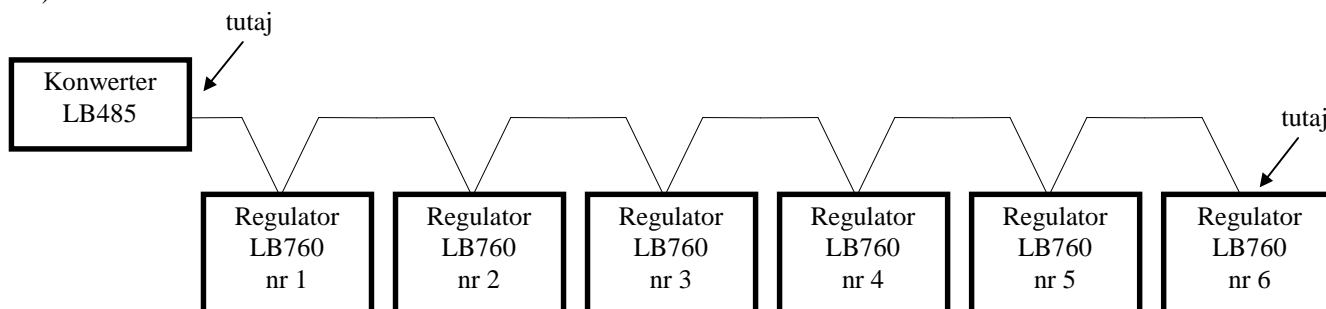 tutaj
Konwerter
LB485
tutaj
Regulator
LB760
nr 1
Regulator
LB760
nr 2
Regulator
LB760
nr 3
Regulator
LB760
nr 4
Regulator
LB760
nr 5
Regulator
LB760
nr 6